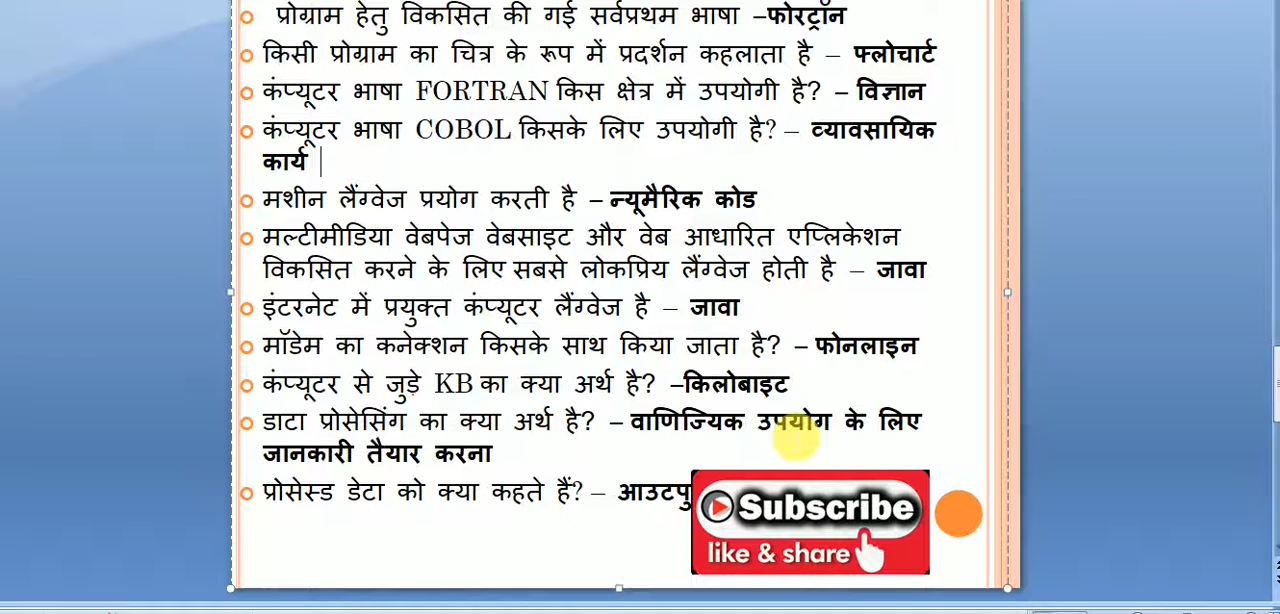 प्रोग्राम हेतु विकसित की गई सर्वप्रथम भाषा –फोरट्रॉन
किसी प्रोग्राम का चित्र के रूप में प्रदर्शन कहलाता है – फ्लोचार्ट
कंप्यूटर भाषा FORTRAN किस क्षेत्र में उपयोगी है? – विज्ञान
कंप्यूटर भाषा COBOL किसके लिए उपयोगी है? – व्यावसायिक
कार्य
मशीन लैंग्वेज प्रयोग करती है – न्यूमैरिक कोड
मल्टीमीडिया वेबपेज वेबसाइट और वेब आधारित एप्लिकेशन
विकसित करने के लिए सबसे लोकप्रिय लैंग्वेज होती है – जावा
इंटरनेट में प्रयुक्त कंप्यूटर लैंग्वेज है – जावा
मॉडेम का कनेक्शन किसके साथ किया जाता है? – फोनलाइन
कंप्यूटर से जुड़े KB का क्या अर्थ है? –किलोबाइट
डाटा प्रोसेसिंग का क्या अर्थ है? – वाणिज्यिक उपयोग के लिए
जानकारी तैयार करना
प्रोसेस्ड डेटा को क्या कहते हैं? –
Subscribe
like & share